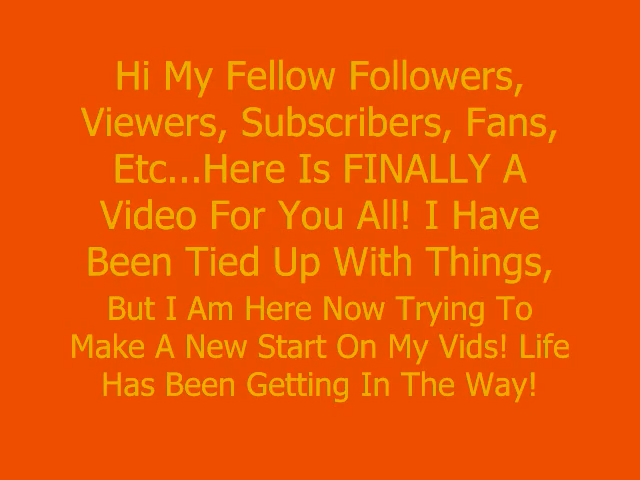 Hi My Fellow Followers,
Viewers, Subscribers, Fans,
Etc...Here Is FINALLY A
Video For You All! I Have
Been Tied Up With Things,
But I Am Here Now Trying To
Make A New Start On My Vids! Life
Has Been Getting In The Way!